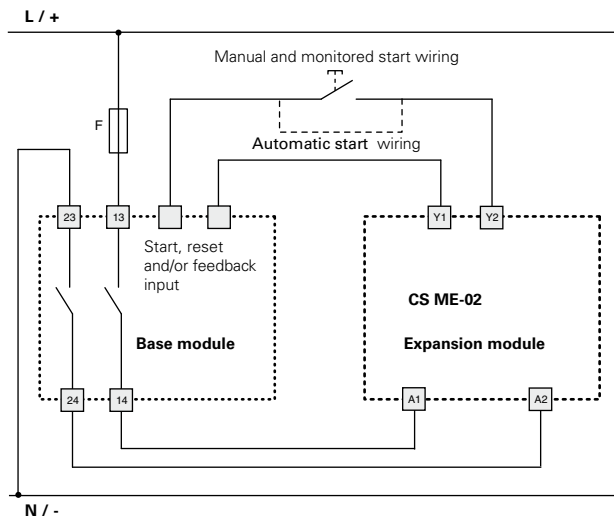 L / +
Manual and monitored start wiring
F
Automatic start wiring
23
13
Y1
Y2
Start, reset
and/or feedback
input
CS ME-02
Base module
Expansion module
24
14
A1
A2
N / -